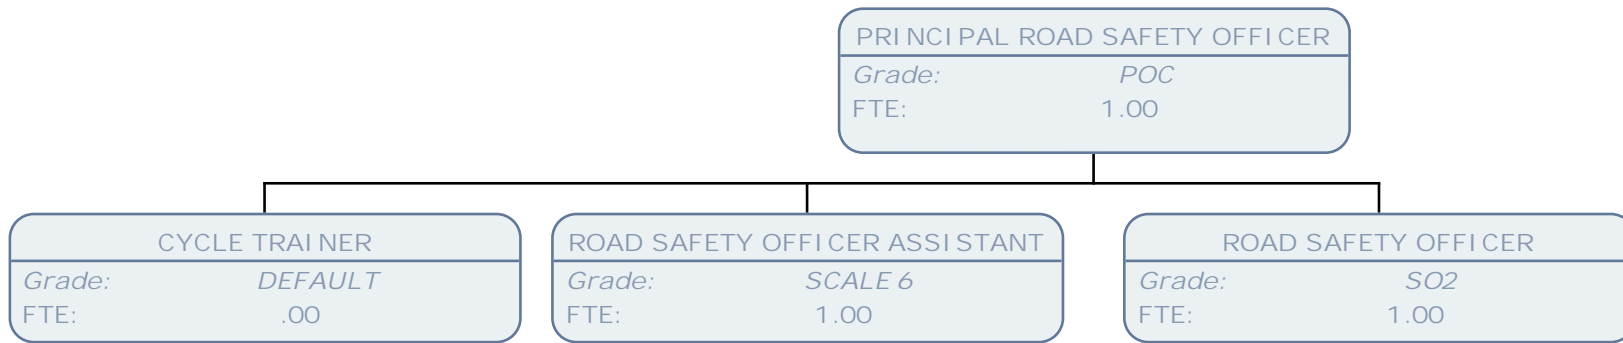 PRINCIPAL ROAD SAFETY OFFICER
Grade: POC
FTE: 1.00
CYCLE TRAINER
Grade: DEFAULT
FTE: .00
ROAD SAFETY OFFICER ASSISTANT
Grade: SCALE 6
FTE: 1.00
ROAD SAFETY OFFICER
Grade: SO2
FTE: 1.00